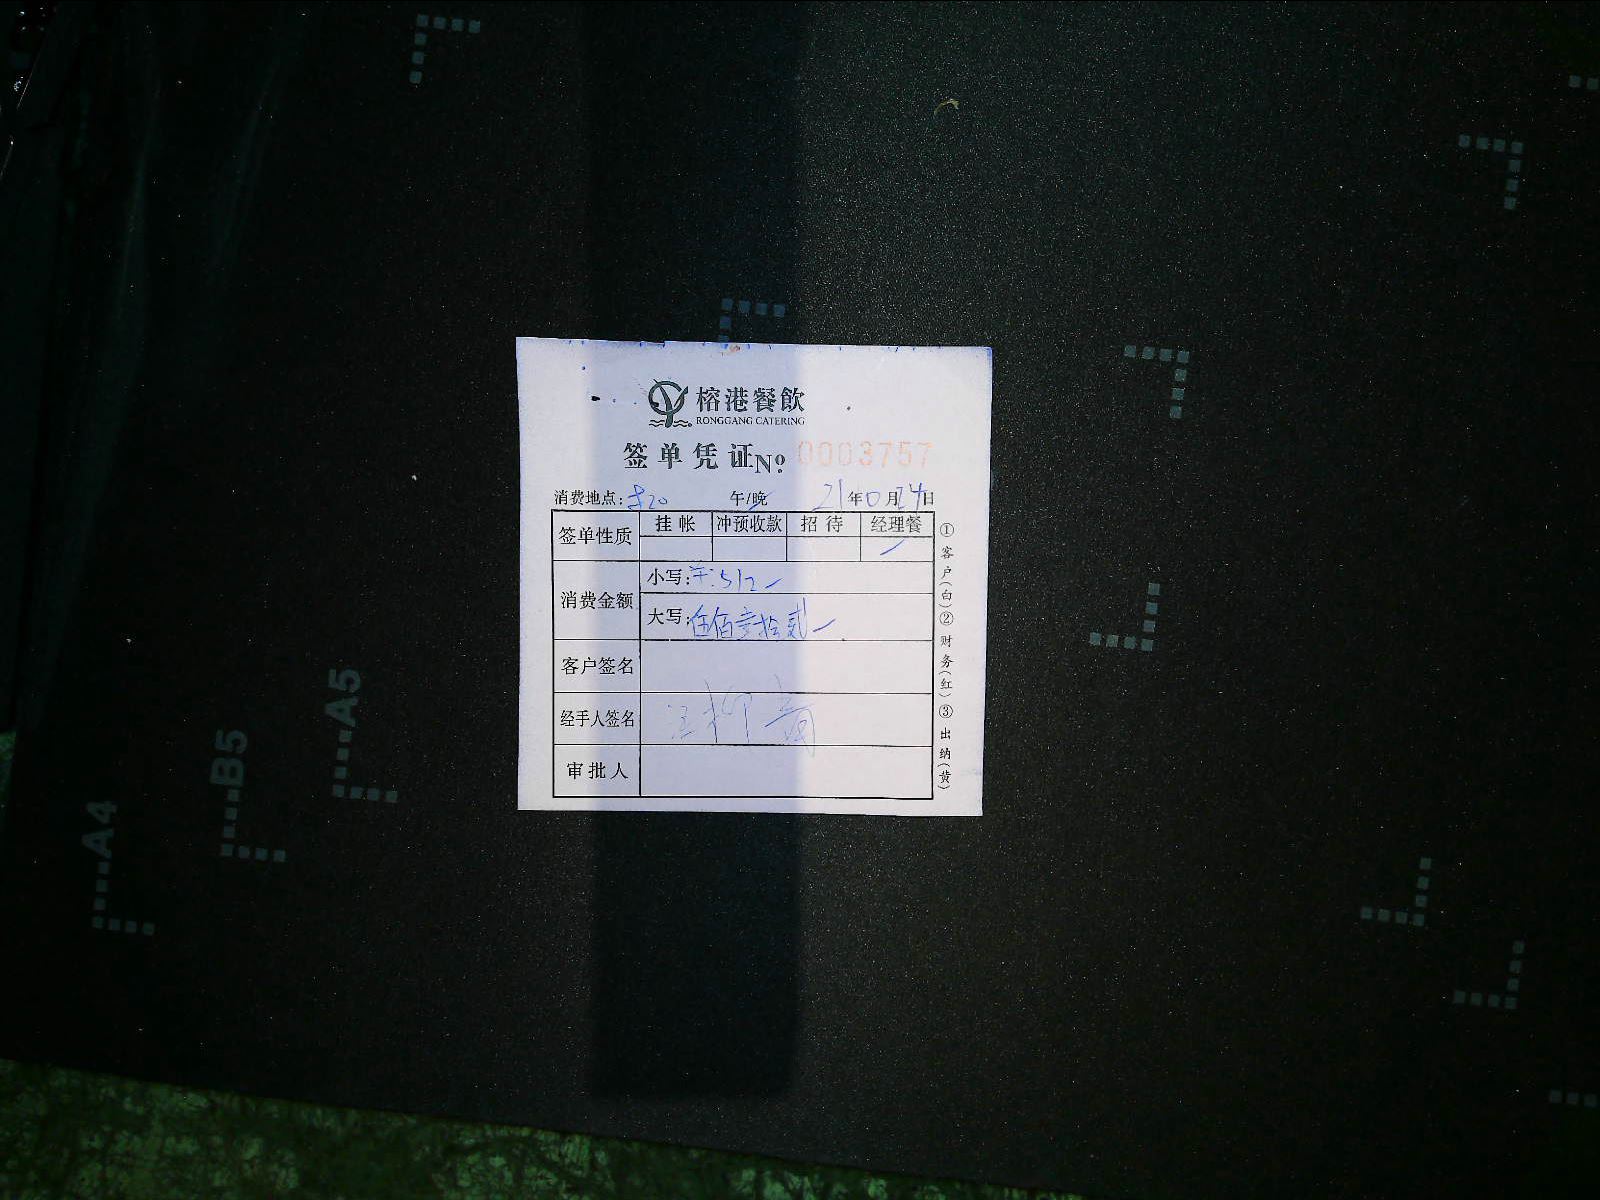 榕港餐飲
RONGGANG CATERING
签单凭证 No 0003757
消费地点: 820 午/晚 21年10月24日
签单性质 挂帐 冲预收款 招待 经理餐
消费金额
小写:¥:512
大写:伍佰壹拾贰
客户签名
经手人签名
审批人
①客户(白)②财务(红)③出纳(黄)
A5
B5
A4